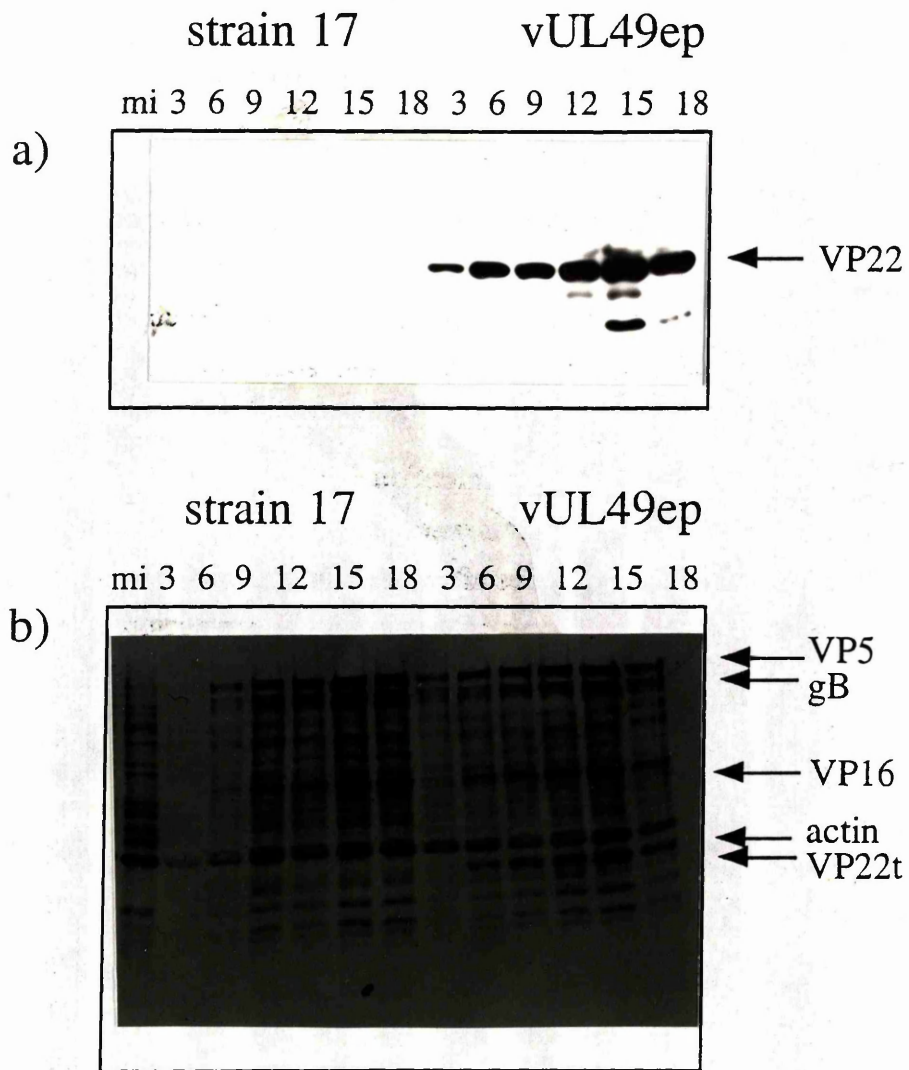 strain 17 vUL49ep
mi 3 6 9 12 15 18 3 6 9 12 15 18
a)
VP22
strain 17 vUL49ep
mi 3 6 9 12 15 18 3 6 9 12 15 18
b)
VP5
gB
VP16
actin
VP22t